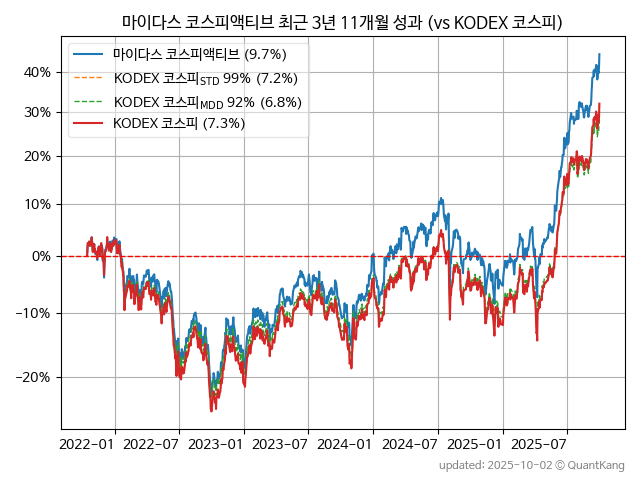 마이다스 코스피액티브 최근 3년 11개월 성과 (vs KODEX 코스피)
마이다스 코스피액티브 (9.7%)
KODEX 코스피STD 99% (7.2%)
KODEX 코스피MDD 92% (6.8%)
KODEX 코스피 (7.3%)
40%
30%
20%
10%
0%
−10%
−20%
2022-01 2022-07 2023-01 2023-07 2024-01 2024-07 2025-01 2025-07
updated: 2025-10-02 © QuantKang